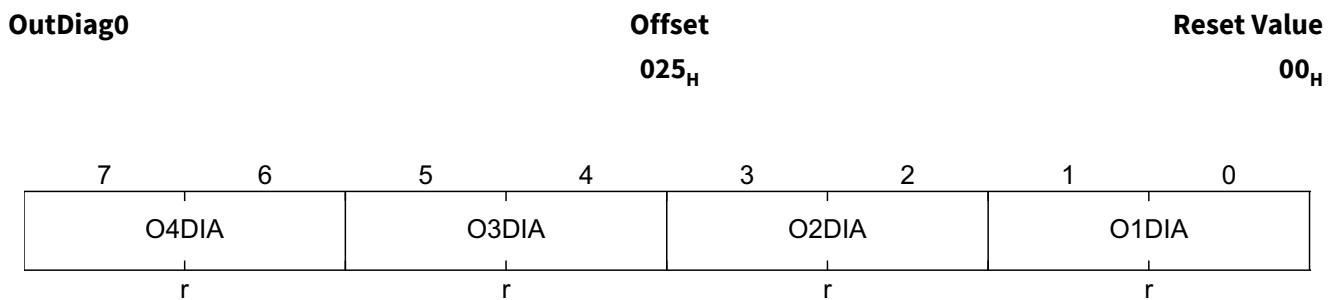 OutDiag0 Offset Reset Value
025H 00H
7 6 5 4 3 2 1 0
O4DIA O3DIA O2DIA O1DIA
r r r r